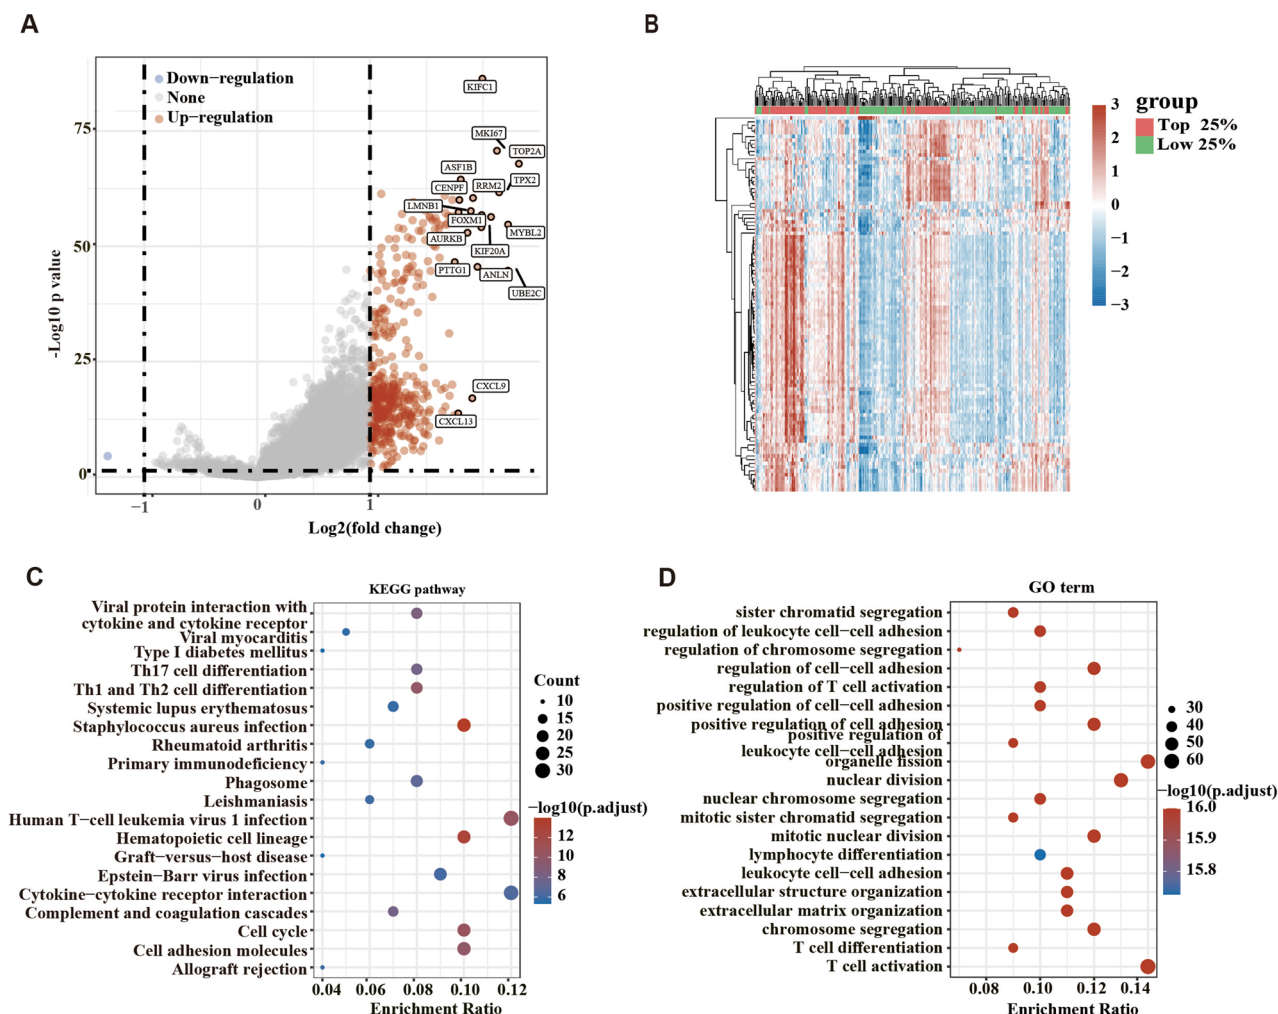 A
Down−regulation
None
Up−regulation
KIFC1
MKI67
TOP2A
ASF1B
TPX2
CENPF
RRM2
LMNB1
FOXM1
MYBL2
AURKB
KIF20A
PTTG1
ANLN
UBE2C
CXCL9
CXCL13
75
50
25
0
-Log10 p value
−1
0
1
Log2(fold change)
B
3
2
1
0
−1
−2
−3
group
Top 25%
Low 25%
C
KEGG pathway
Viral protein interaction with
cytokine and cytokine receptor
Viral myocarditis
Type I diabetes mellitus
Th17 cell differentiation
Th1 and Th2 cell differentiation
Systemic lupus erythematosus
Staphylococcus aureus infection
Rheumatoid arthritis
Primary immunodeficiency
Phagosome
Leishmaniasis
Human T−cell leukemia virus 1 infection
Hematopoietic cell lineage
Graft−versus−host disease
Epstein−Barr virus infection
Cytokine−cytokine receptor interaction
Complement and coagulation cascades
Cell cycle
Cell adhesion molecules
Allograft rejection
0.04
0.06
0.08
0.10
0.12
Enrichment Ratio
Count
10
15
20
25
30
−log10(p.adjust)
12
10
8
6
D
GO term
sister chromatid segregation
regulation of leukocyte cell−cell adhesion
regulation of chromosome segregation
regulation of cell−cell adhesion
regulation of T cell activation
positive regulation of cell−cell adhesion
positive regulation of cell adhesion
positive regulation of
leukocyte cell−cell adhesion
organelle fission
nuclear division
nuclear chromosome segregation
mitotic sister chromatid segregation
mitotic nuclear division
lymphocyte differentiation
leukocyte cell−cell adhesion
extracellular structure organization
extracellular matrix organization
chromosome segregation
T cell differentiation
T cell activation
0.08
0.10
0.12
0.14
Enrichment Ratio
30
40
50
60
−log10(p.adjust)
16.0
15.9
15.8